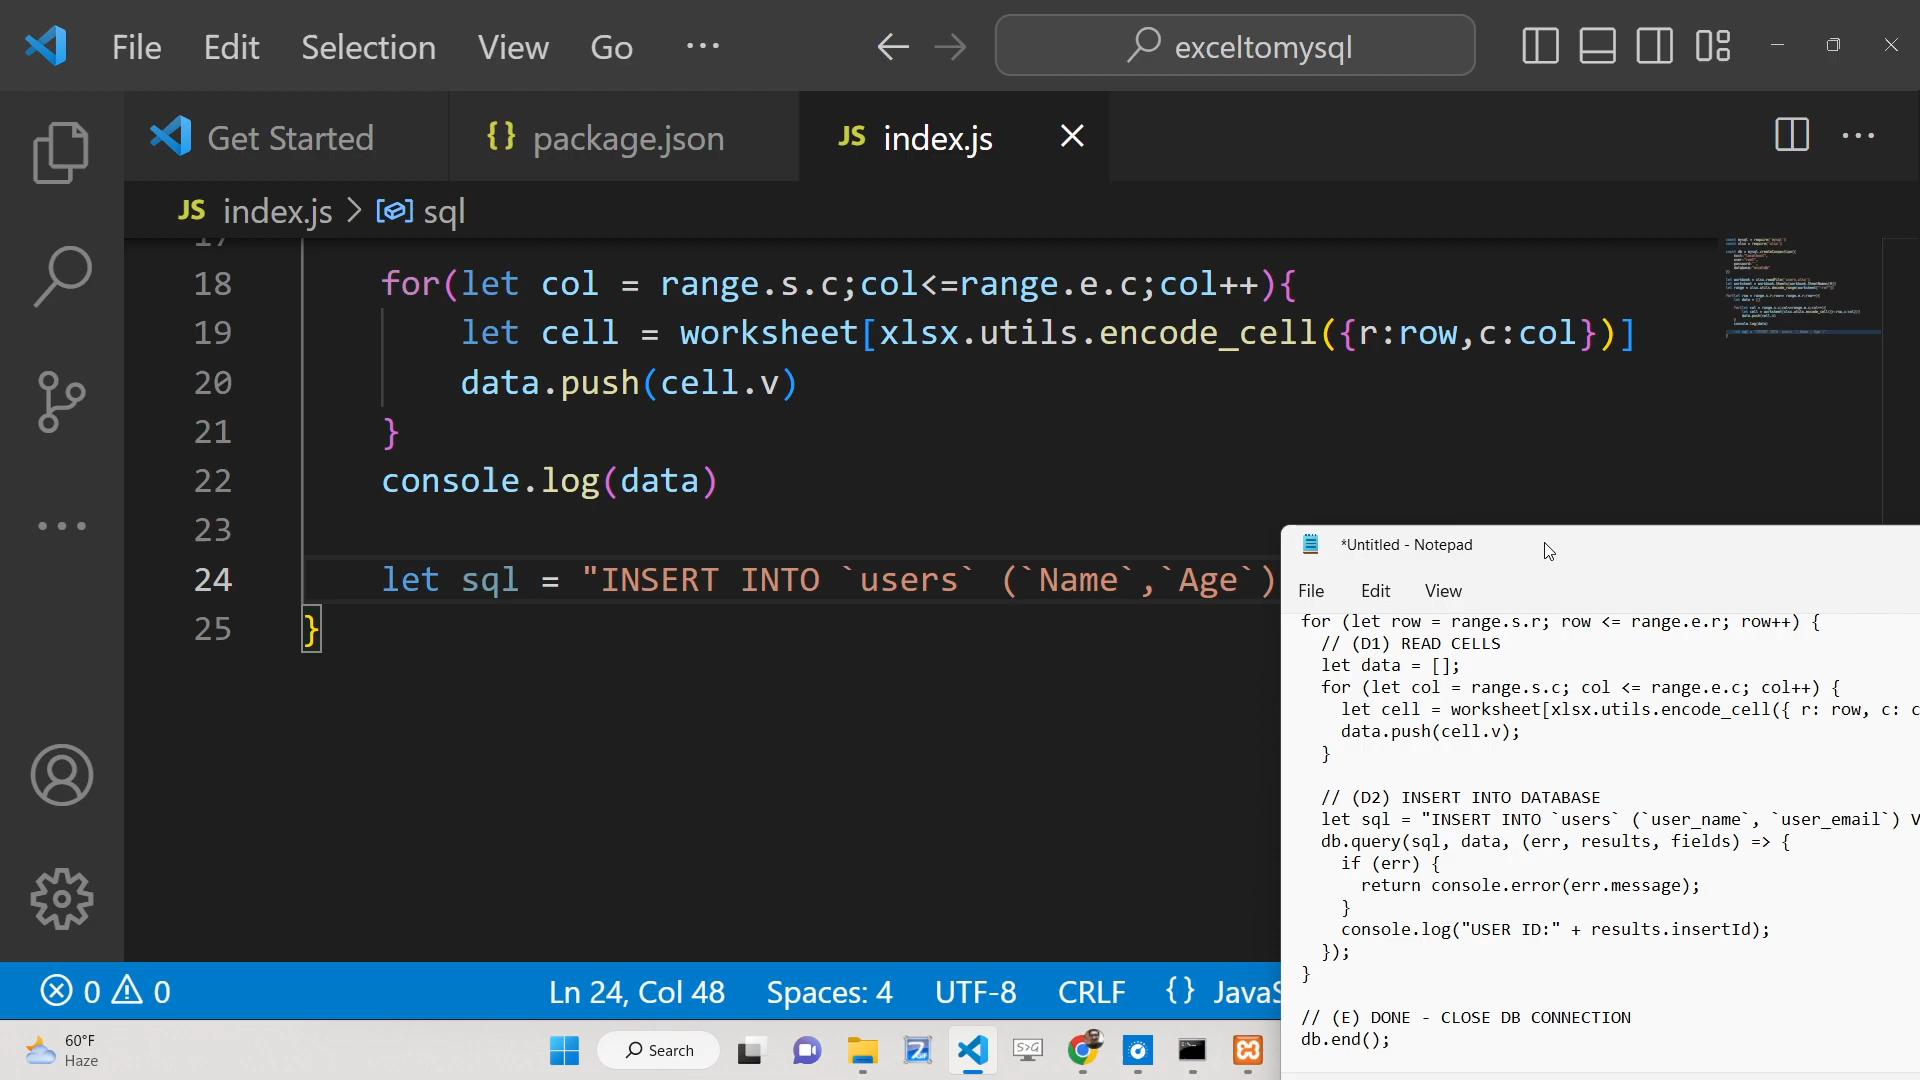 File Edit Selection View Go ···
exceltomysql
Get Started
{} package.json
JS index.js
JS index.js > sql
17
18 for(let col = range.s.c;col<=range.e.c;col++){
19 let cell = worksheet[xlsx.utils.encode_cell({r:row,c:col})]
20 data.push(cell.v)
21 }
22 console.log(data)
23
24 let sql = "INSERT INTO `users` (`Name`,`Age`)
25 }
*Untitled - Notepad
File Edit View
for (let row = range.s.r; row <= range.e.r; row++) {
// (D1) READ CELLS
let data = [];
for (let col = range.s.c; col <= range.e.c; col++) {
let cell = worksheet[xlsx.utils.encode_cell({ r: row, c: c
data.push(cell.v);
}
// (D2) INSERT INTO DATABASE
let sql = "INSERT INTO `users` (`user_name`, `user_email`) V
db.query(sql, data, (err, results, fields) => {
if (err) {
return console.error(err.message);
}
console.log("USER ID:" + results.insertId);
});
}
// (E) DONE - CLOSE DB CONNECTION
db.end();
0 0
Ln 24, Col 48 Spaces: 4 UTF-8 CRLF {} JavaS
60°F
Haze
Search
S>G